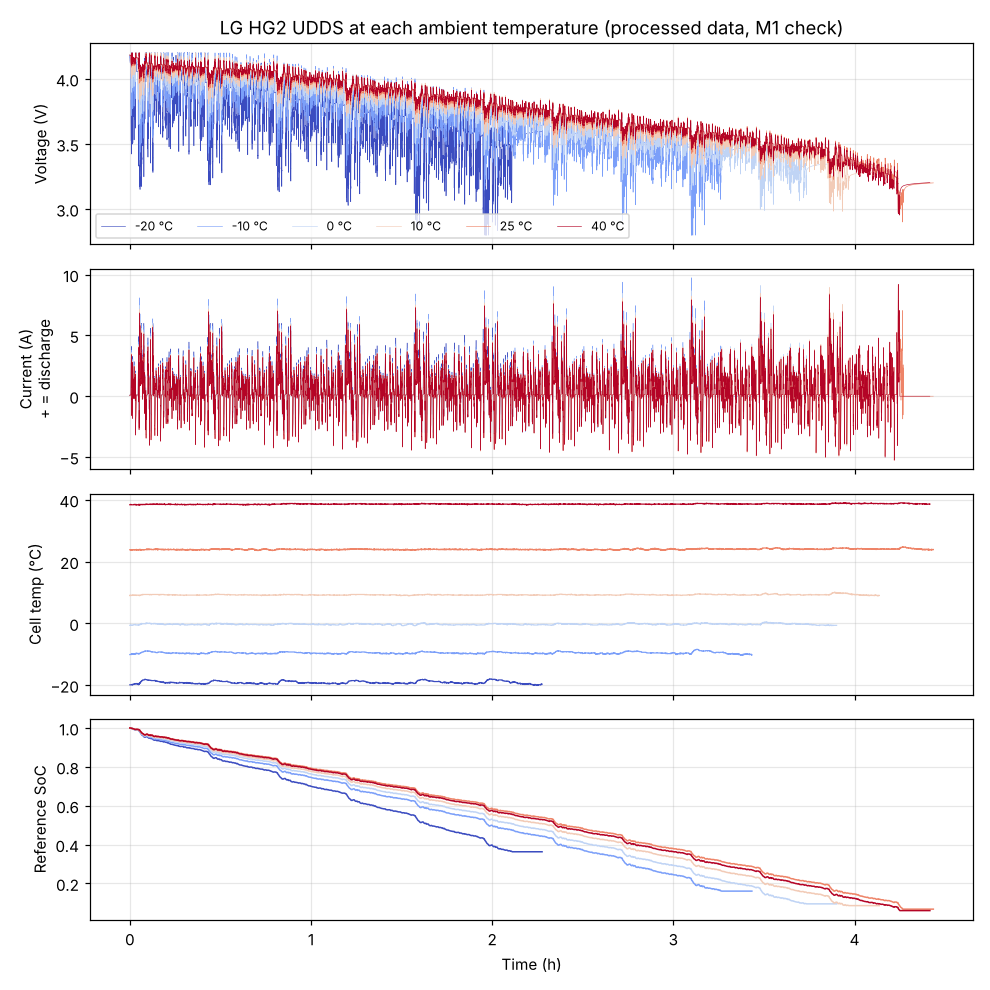 LG HG2 UDDS at each ambient temperature (processed data, M1 check)
Voltage (V)
4.0
3.5
3.0
-20 °C -10 °C 0 °C 10 °C 25 °C 40 °C
Current (A)
+ = discharge
10
5
0
−5
Cell temp (°C)
40
20
0
−20
Reference SoC
1.0
0.8
0.6
0.4
0.2
0 1 2 3 4
Time (h)